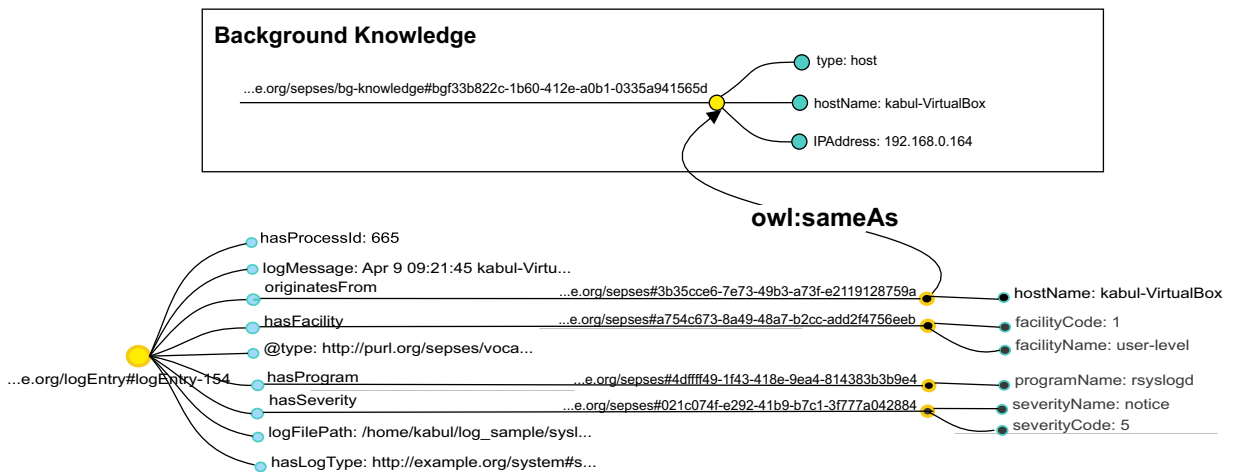 Background Knowledge
type: host
...e.org/sepses/bg-knowledge#bgf33b822c-1b60-412e-a0b1-0335a941565d
hostName: kabul-VirtualBox
IPAddress: 192.168.0.164
owl:sameAs
hasProcessId: 665
logMessage: Apr 9 09:21:45 kabul-Virtu...
originatesFrom
...e.org/sepses#3b35cce6-7e73-49b3-a73f-e2119128759a
hostName: kabul-VirtualBox
hasFacility
...e.org/sepses#a754c673-8a49-48a7-b2cc-add2f4756eeb
facilityCode: 1
facilityName: user-level
@type: http://purl.org/sepses/voca...
...e.org/logEntry#logEntry-154
hasProgram
...e.org/sepses#4dffff49-1f43-418e-9ea4-814383b3b9e4
programName: rsyslogd
hasSeverity
...e.org/sepses#021c074f-e292-41b9-b7c1-3f777a042884
severityName: notice
severityCode: 5
logFilePath: /home/kabul/log_sample/sysl...
hasLogType: http://example.org/system#s...